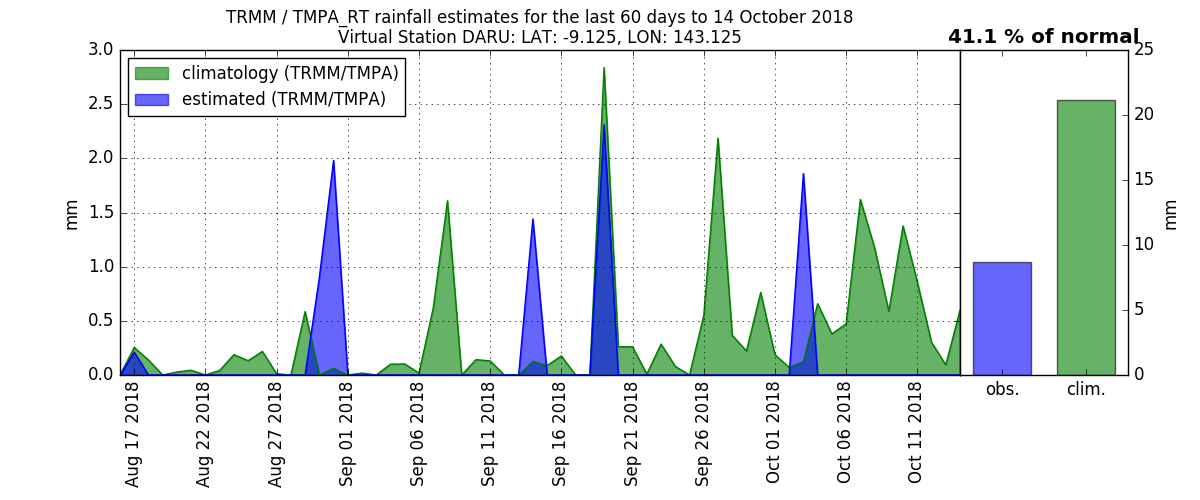 TRMM / TMPA_RT rainfall estimates for the last 60 days to 14 October 2018
Virtual Station DARU: LAT: -9.125, LON: 143.125
41.1 % of normal
climatology (TRMM/TMPA)
estimated (TRMM/TMPA)
3.0
2.5
2.0
1.5
1.0
0.5
0.0
mm
Aug 17 2018
Aug 22 2018
Aug 27 2018
Sep 01 2018
Sep 06 2018
Sep 11 2018
Sep 16 2018
Sep 21 2018
Sep 26 2018
Oct 01 2018
Oct 06 2018
Oct 11 2018
obs.
clim.
25
20
15
10
5
0
mm